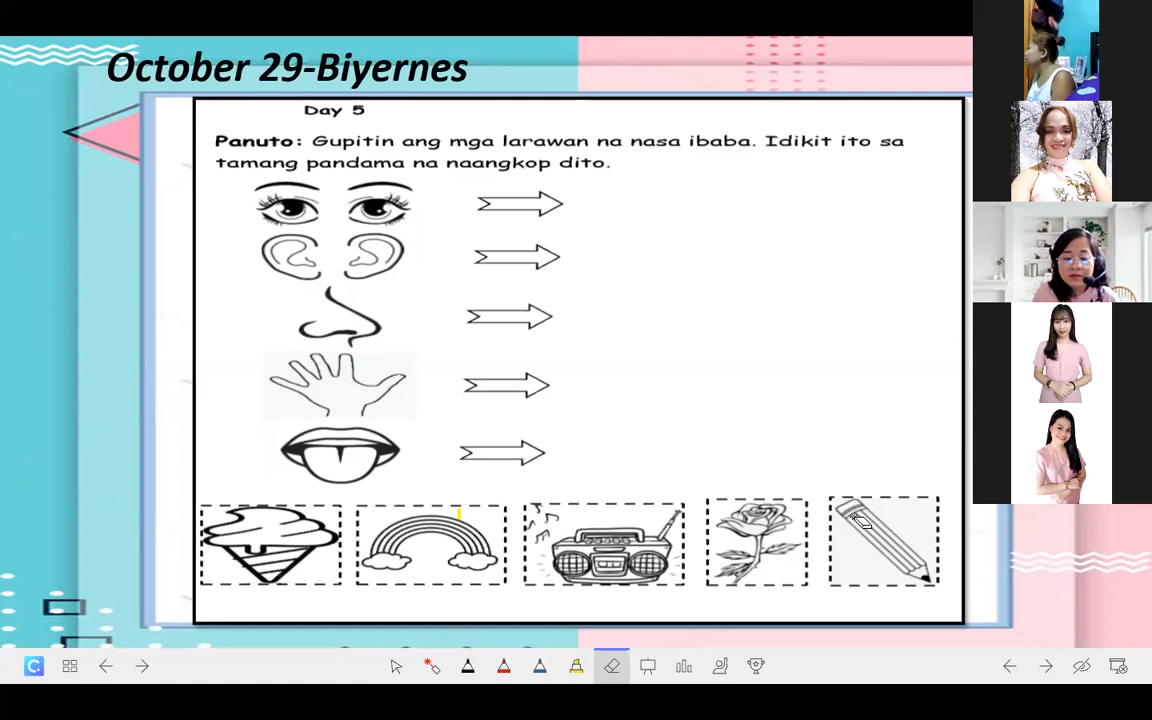 October 29-Biyernes
Day 5
Panuto: Gupitin ang mga larawan na nasa ibaba. Idikit ito sa
tamang pandama na naangkop dito.